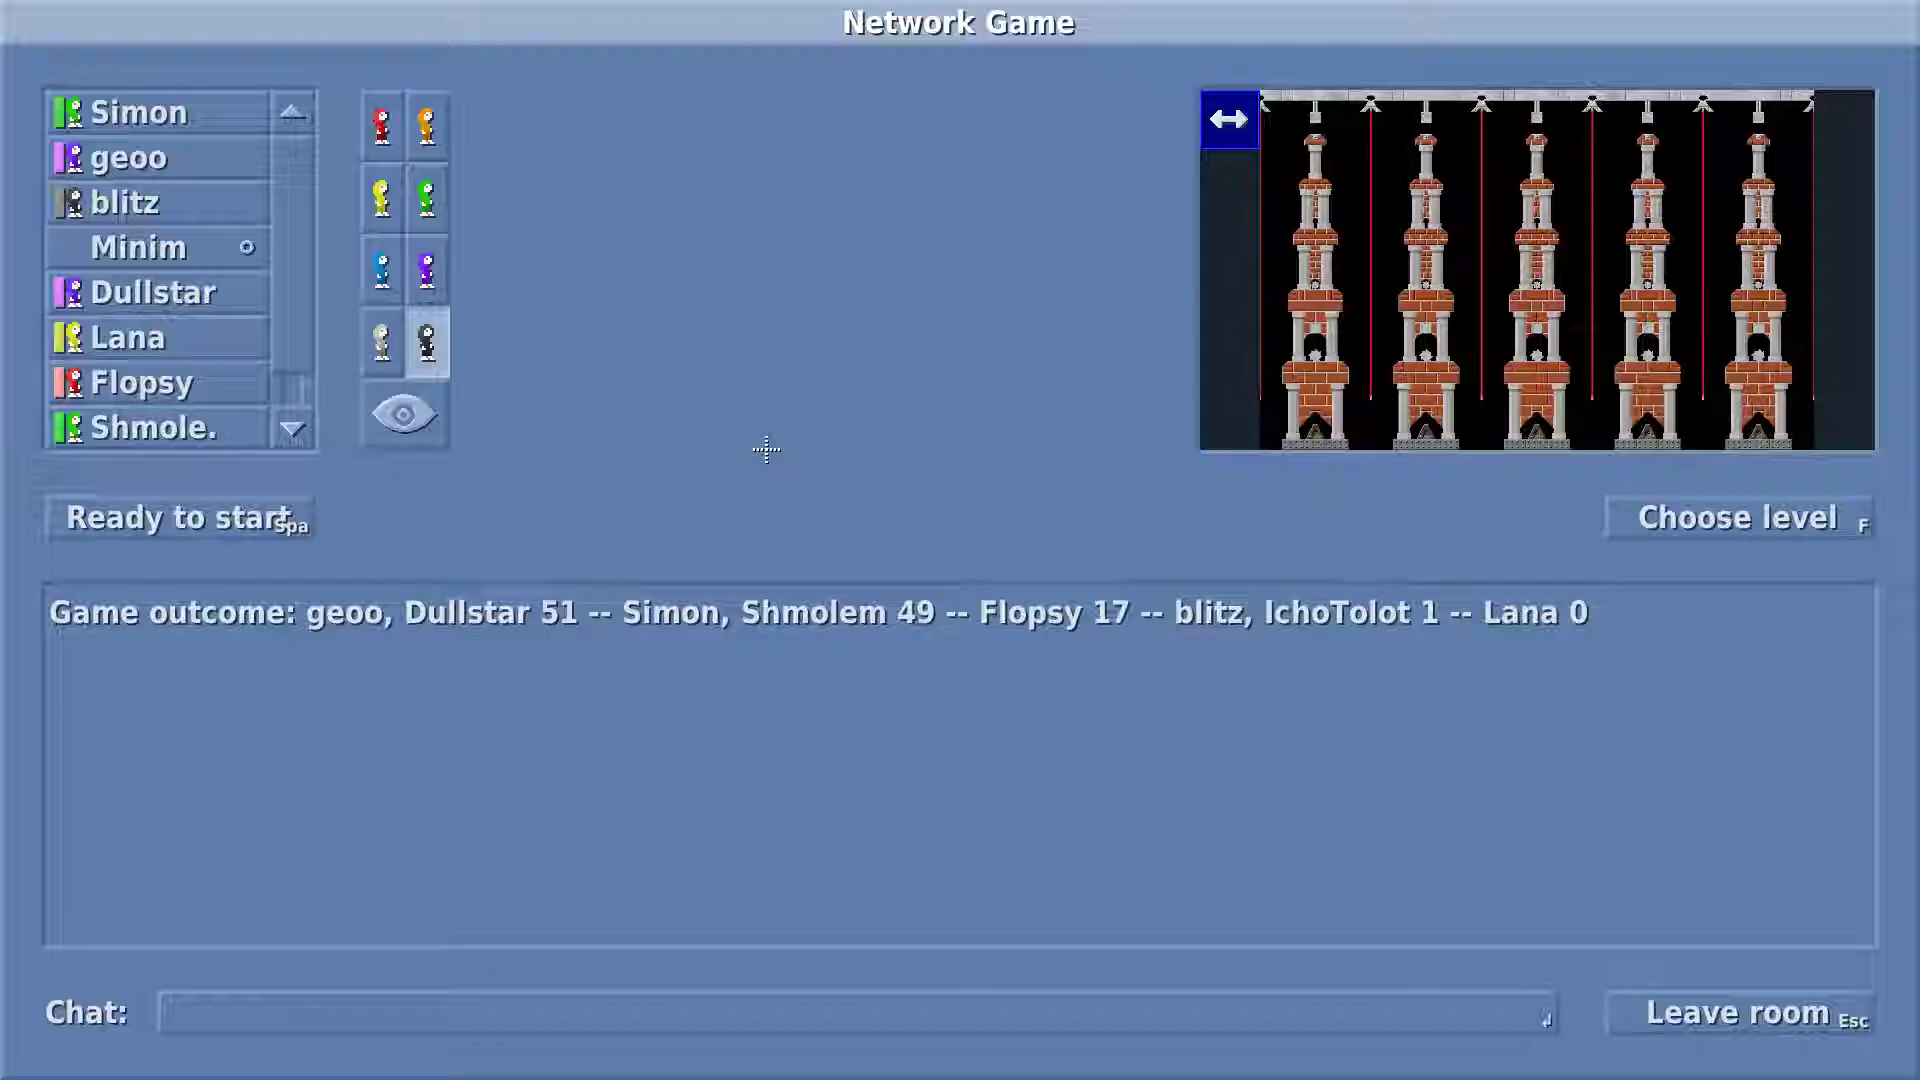 Network Game
Simon
geoo
blitz
Minim
Dullstar
Lana
Flopsy
Shmole.
Ready to start Spa
Choose level F
Game outcome: geoo, Dullstar 51 -- Simon, Shmolem 49 -- Flopsy 17 -- blitz, IchoTolot 1 -- Lana 0
Chat:
Leave room Esc